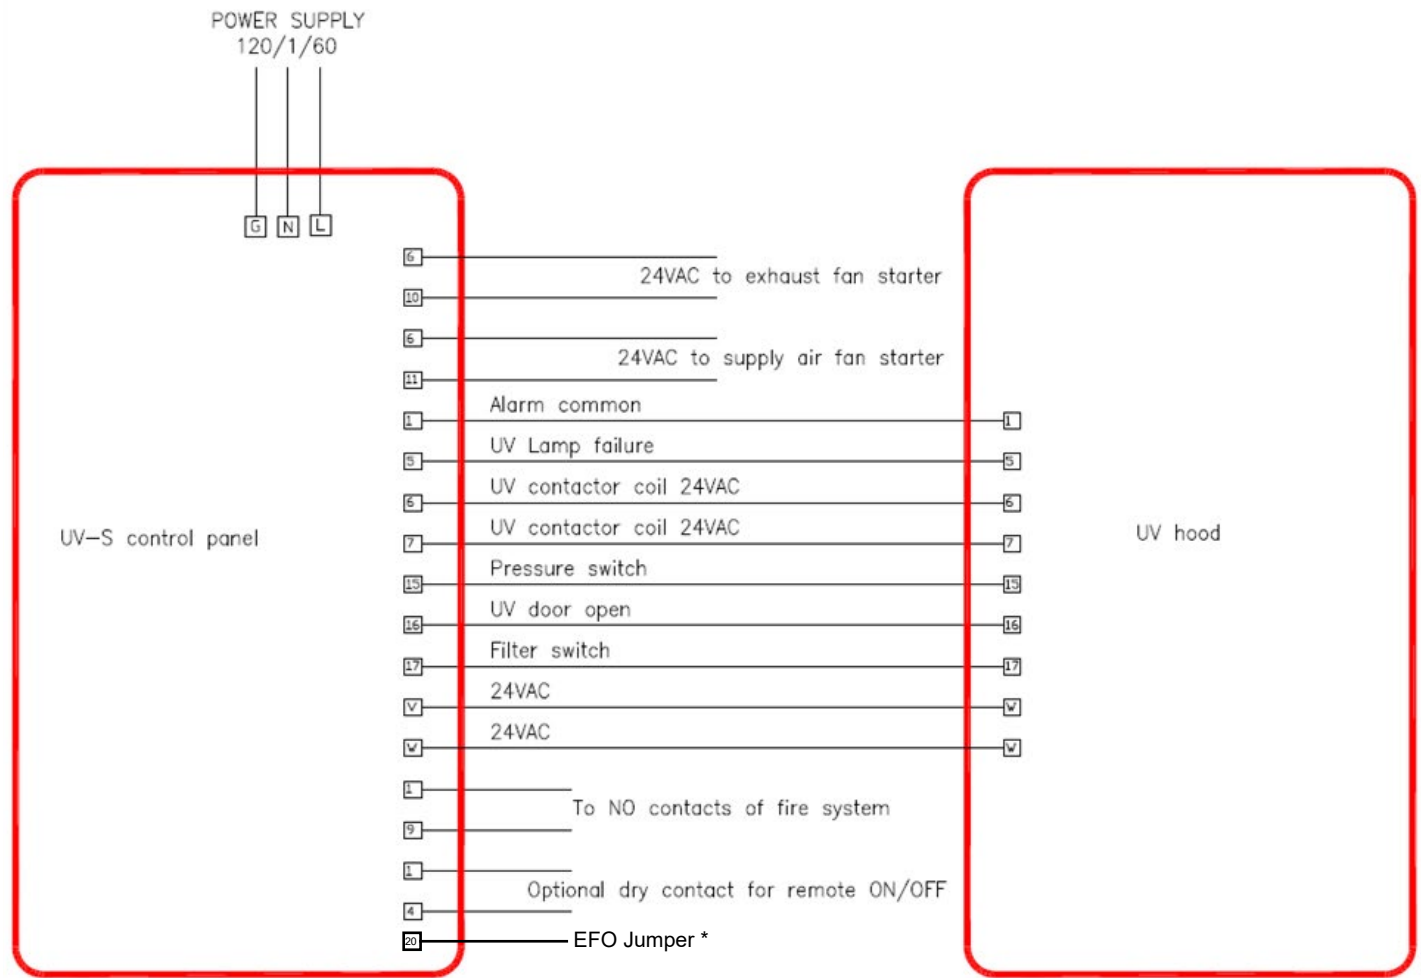 POWER SUPPLY
120/1/60
G N L
6
24VAC to exhaust fan starter
10
6
24VAC to supply air fan starter
11
Alarm common
1 1
UV Lamp failure
5 5
UV contactor coil 24VAC
6 6
UV contactor coil 24VAC
7 7
UV-S control panel
UV hood
Pressure switch
15 15
UV door open
16 16
Filter switch
17 17
24VAC
V W
24VAC
W W
1
To NO contacts of fire system
9
1
Optional dry contact for remote ON/OFF
4
20 EFO Jumper *